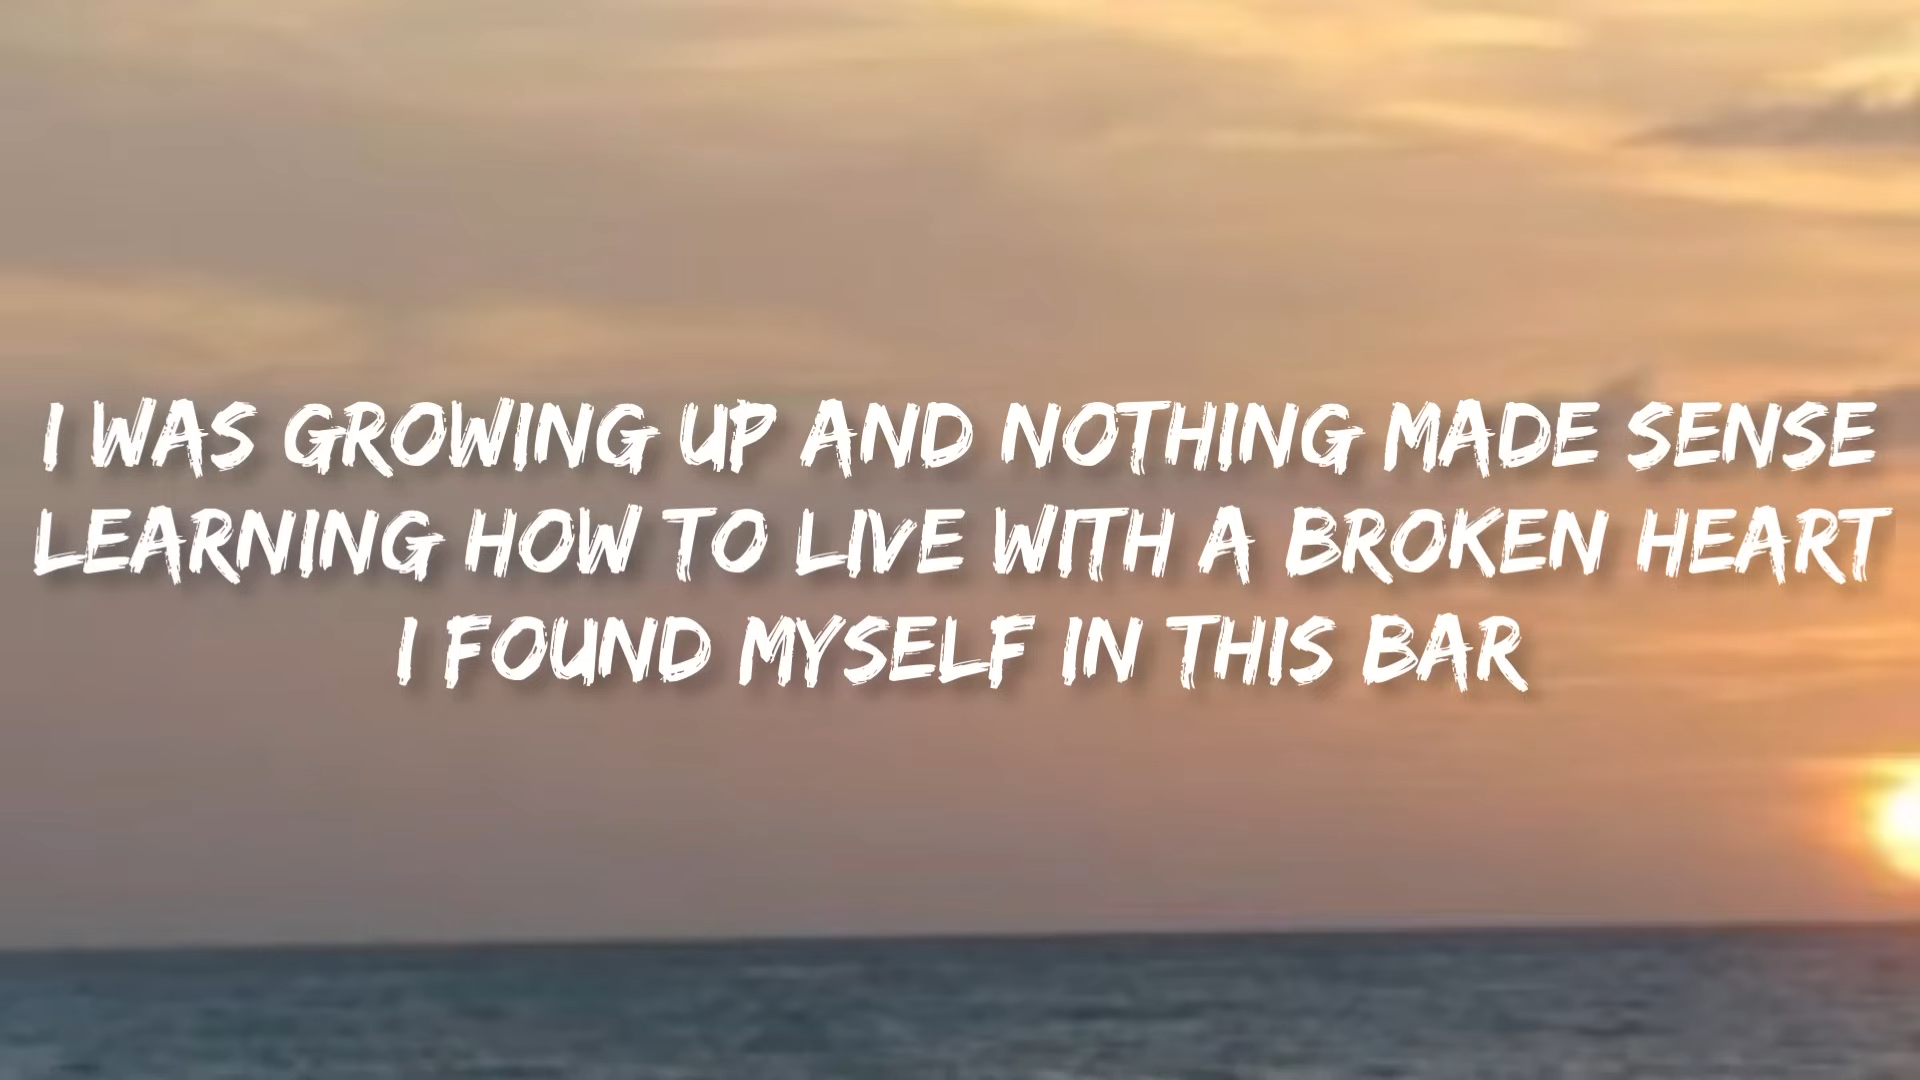 I WAS GROWING UP AND NOTHING MADE SENSE
LEARNING HOW TO LIVE WITH A BROKEN HEART
I FOUND MYSELF IN THIS BAR